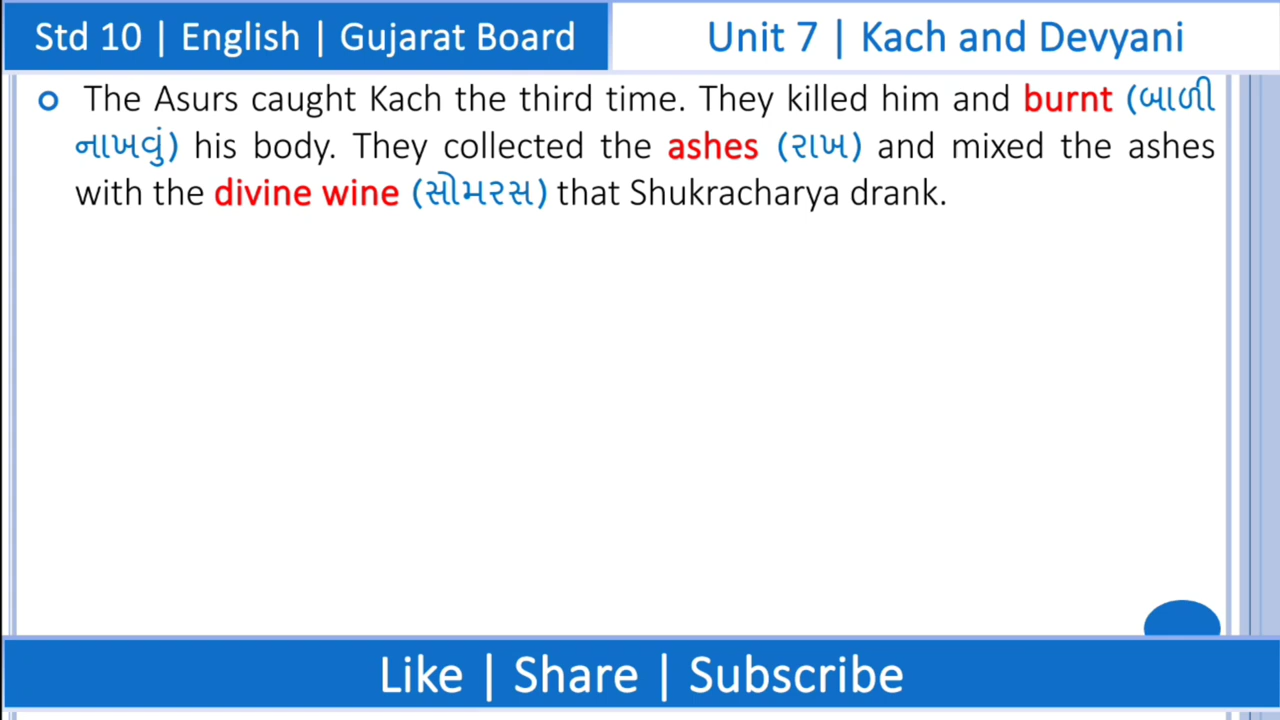 Std 10 | English | Gujarat Board
Unit 7 | Kach and Devyani
The Asurs caught Kach the third time. They killed him and burnt (બાળી
નાખવું) his body. They collected the ashes (રાખ) and mixed the ashes
with the divine wine (સોમરસ) that Shukracharya drank.
Like | Share | Subscribe